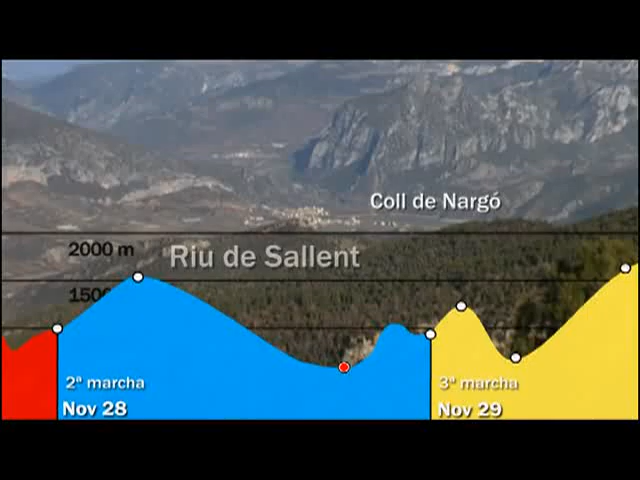 Coll de Nargó
2000 m
Riu de Sallent
1500
2ª marcha
3ª marcha
Nov 28
Nov 29